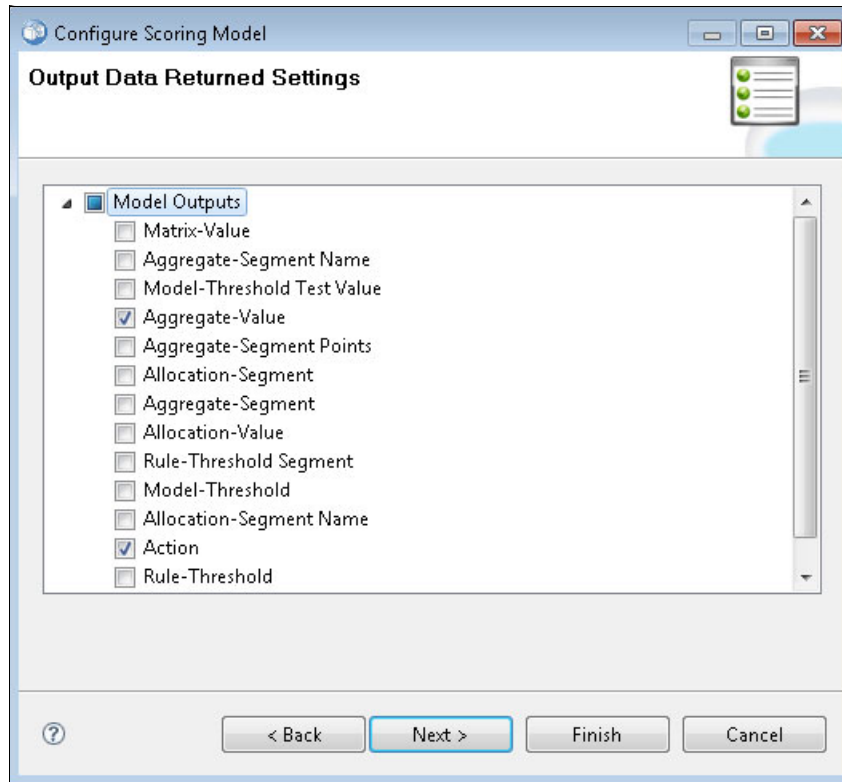 Configure Scoring Model
Output Data Returned Settings
Model Outputs
Matrix-Value
Aggregate-Segment Name
Model-Threshold Test Value
Aggregate-Value
Aggregate-Segment Points
Allocation-Segment
Aggregate-Segment
Allocation-Value
Rule-Threshold Segment
Model-Threshold
Allocation-Segment Name
Action
Rule-Threshold
? < Back Next > Finish Cancel